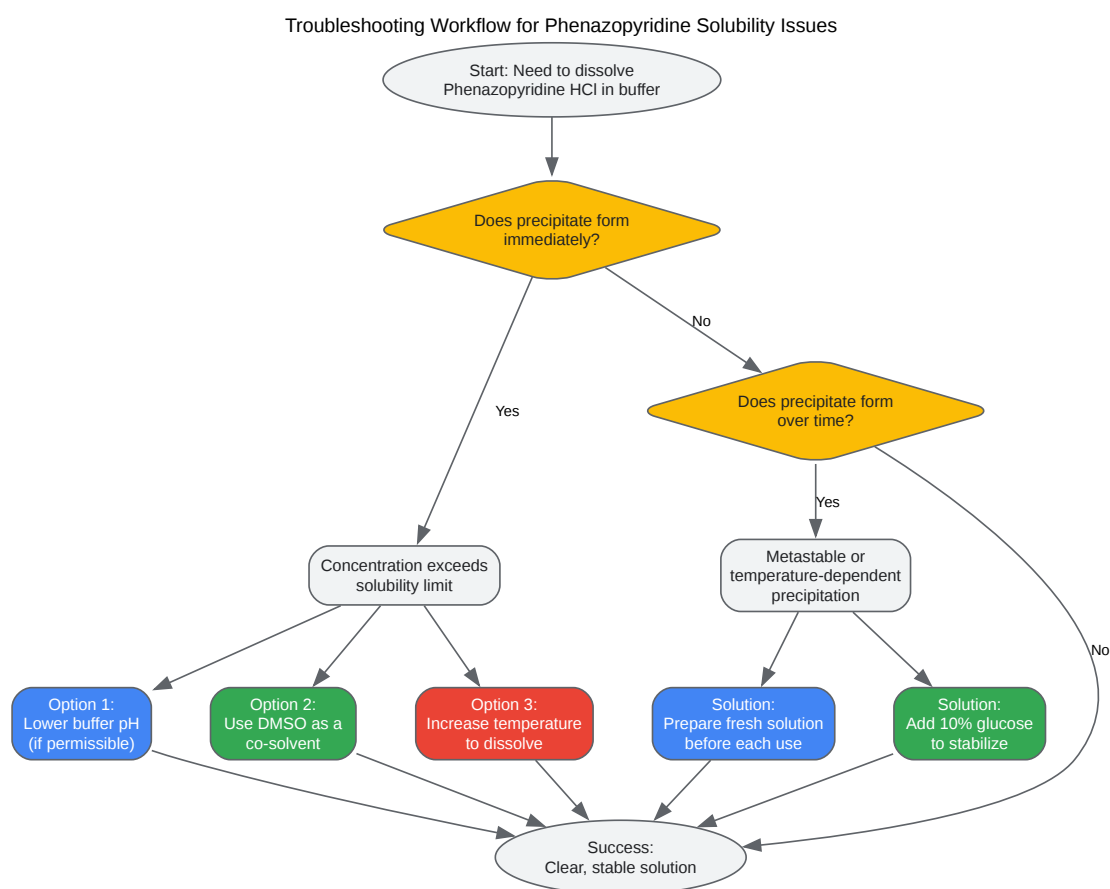 Troubleshooting Workflow for Phenazopyridine Solubility Issues
Start: Need to dissolve
Phenazopyridine HCl in buffer
Does precipitate form
immediately?
No
Yes
Does precipitate form
over time?
Yes
No
Concentration exceeds
solubility limit
Metastable or
temperature-dependent
precipitation
Option 1:
Lower buffer pH
(if permissible)
Option 2:
Use DMSO as a
co-solvent
Option 3:
Increase temperature
to dissolve
Solution:
Prepare fresh solution
before each use
Solution:
Add 10% glucose
to stabilize
Success:
Clear, stable solution